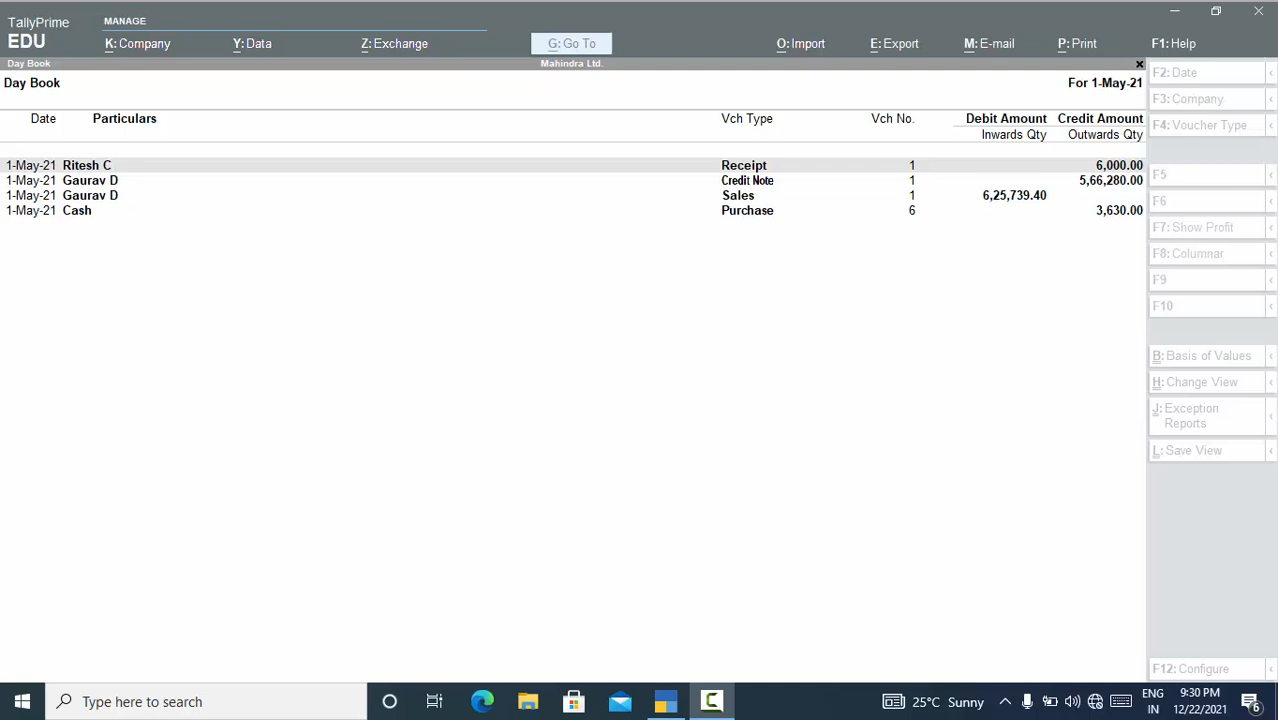 TallyPrime
EDU
MANAGE
K: Company
Y: Data
Z: Exchange
G: Go To
O: Import
E: Export
M: E-mail
P: Print
F1: Help
Day Book
Mahindra Ltd.
Day Book
For 1-May-21
Date Particulars Vch Type Vch No. Debit Amount Credit Amount
Inwards Qty Outwards Qty
1-May-21 Ritesh C Receipt 1 6,000.00
1-May-21 Gaurav D Credit Note 1 5,66,280.00
1-May-21 Gaurav D Sales 1 6,25,739.40
1-May-21 Cash Purchase 6 3,630.00
F2: Date
F3: Company
F4: Voucher Type
F5
F6
F7: Show Profit
F8: Columnar
F9
F10
B: Basis of Values
H: Change View
J: Exception
Reports
L: Save View
F12: Configure
Type here to search
25°C Sunny
ENG
IN
9:30 PM
12/22/2021
6